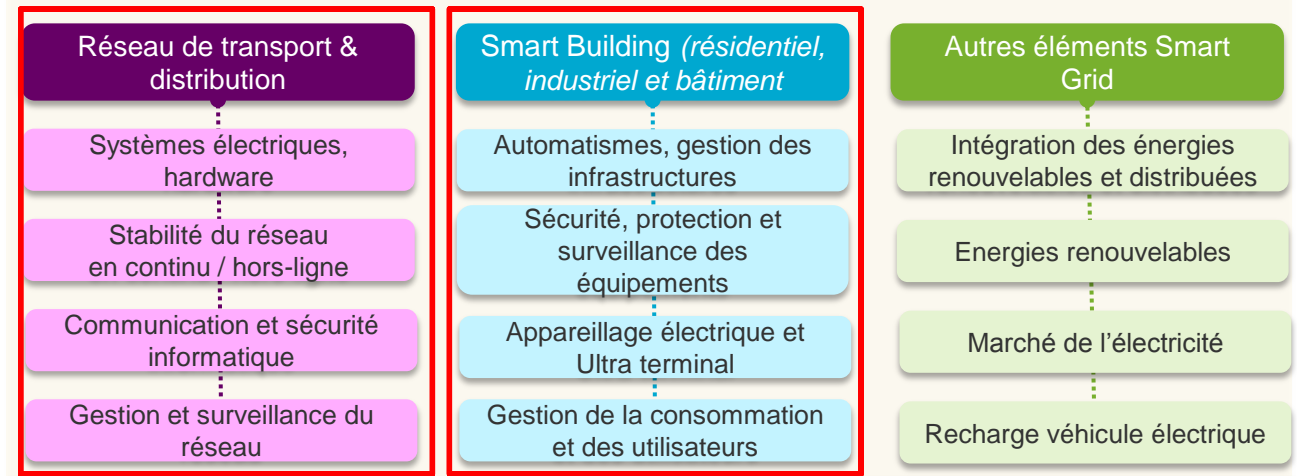 Réseau de transport &
distribution
Systèmes électriques,
hardware
Stabilité du réseau
en continu / hors-ligne
Communication et sécurité
informatique
Gestion et surveillance du
réseau
Smart Building (résidentiel,
industriel et bâtiment
Automatismes, gestion des
infrastructures
Sécurité, protection et
surveillance des
équipements
Appareillage électrique et
Ultra terminal
Gestion de la consommation
et des utilisateurs
Autres éléments Smart
Grid
Intégration des énergies
renouvelables et distribuées
Energies renouvelables
Marché de l’électricité
Recharge véhicule électrique